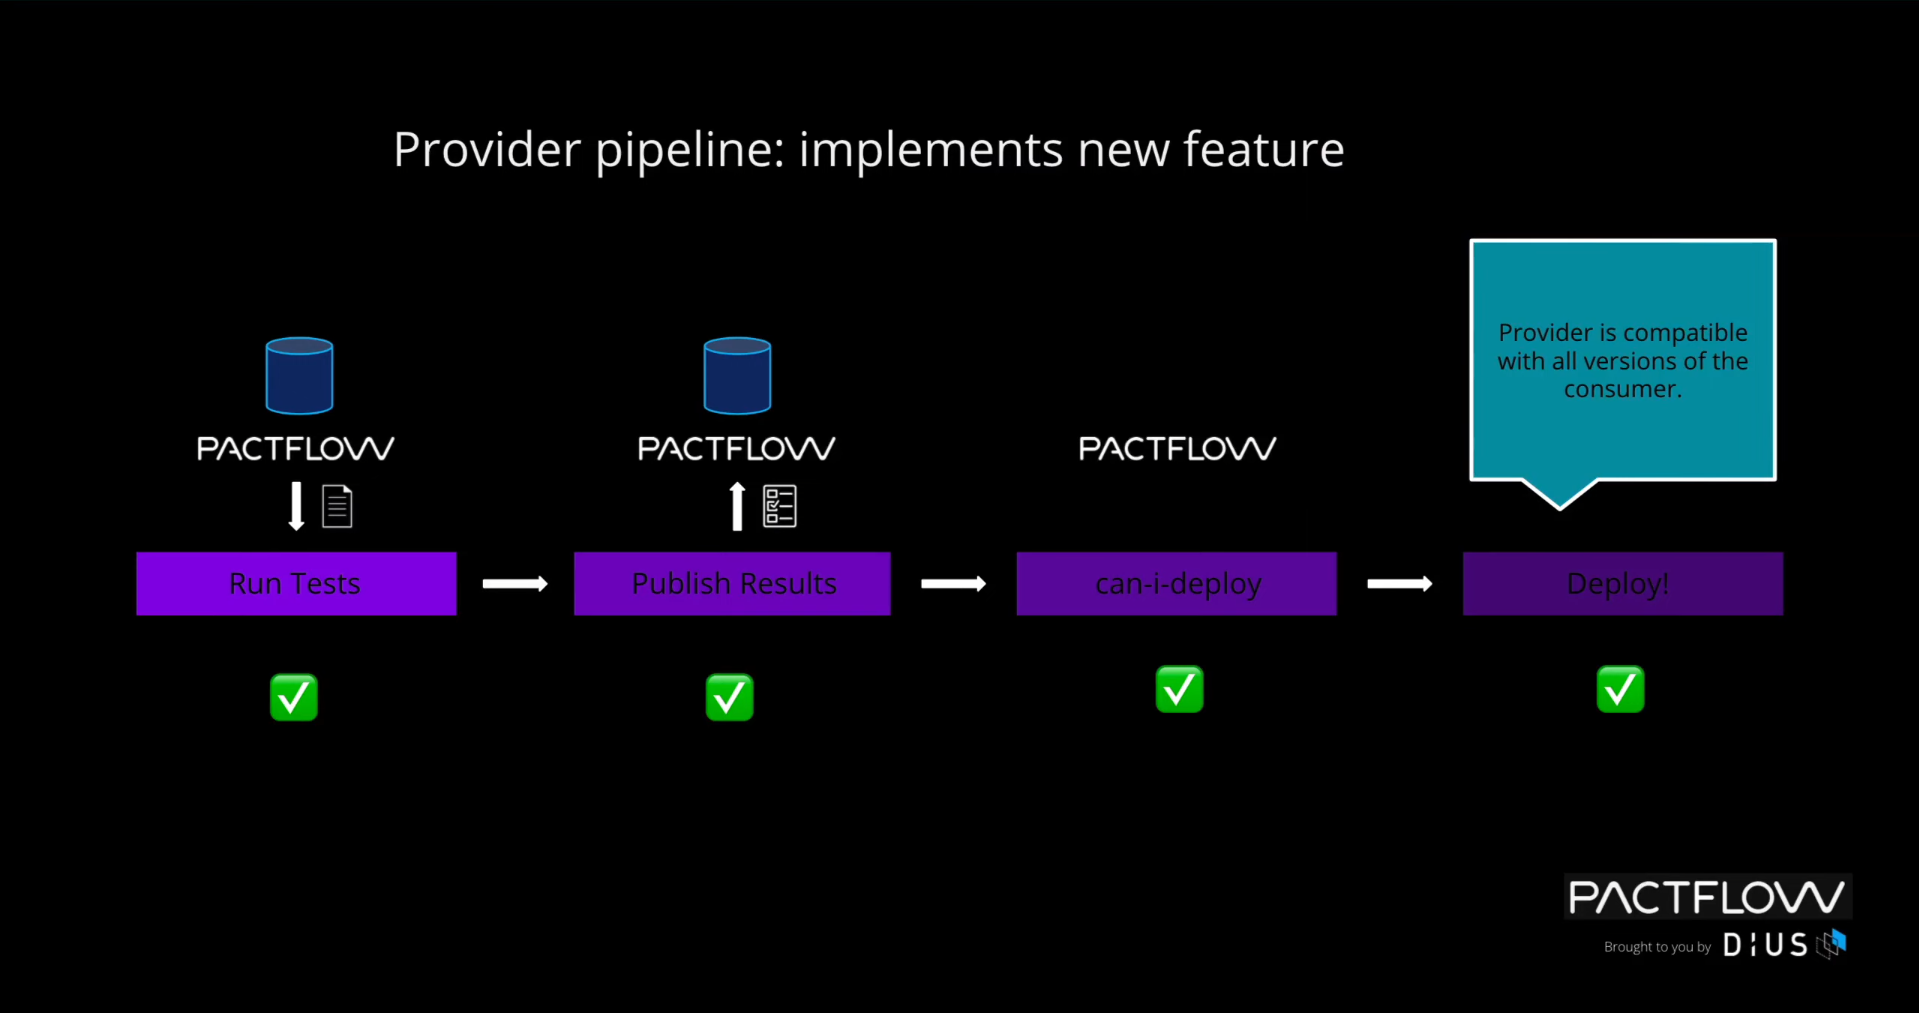 Provider pipeline: implements new feature
Provider is compatible
with all versions of the
consumer.
PACTFLOW
PACTFLOW
PACTFLOW
Run Tests
Publish Results
can-i-deploy
Deploy!
PACTFLOW
Brought to you by DiUS